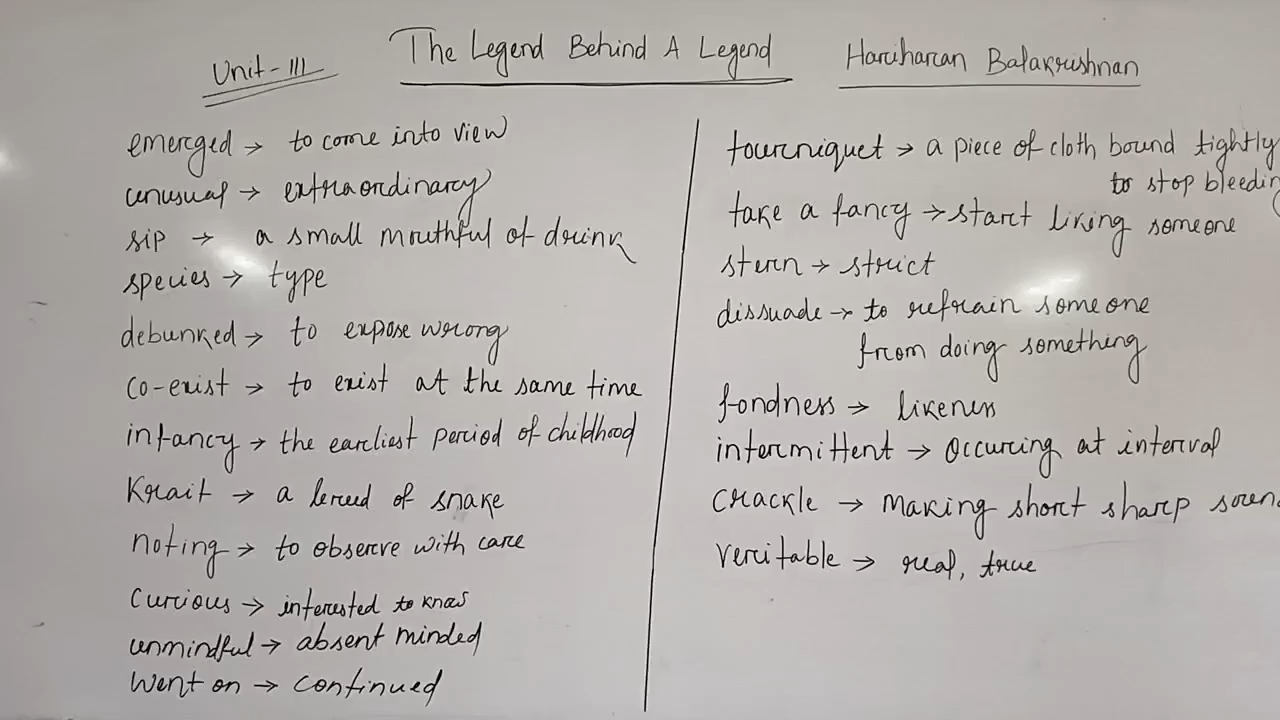 Unit-III
The Legend Behind A Legend
Hariharan Balakrishnan
emerged → to come into view
unusual → extraordinary
sip → a small mouthful of drink
species → type
debunked → to expose wrong
co-exist → to exist at the same time
infancy → the earliest period of childhood
Krait → a breed of snake
noting → to observe with care
Curious → interested to know
unmindful → absent minded
Went on → continued
tourniquet → a piece of cloth bound tightly
to stop bleedin
take a fancy → start liking someone
stern → strict
dissuade → to refrain someone
from doing something
fondness → likeness
intermittent → Occuring at interval
Crackle → Making short sharp soun
veritable → real, true